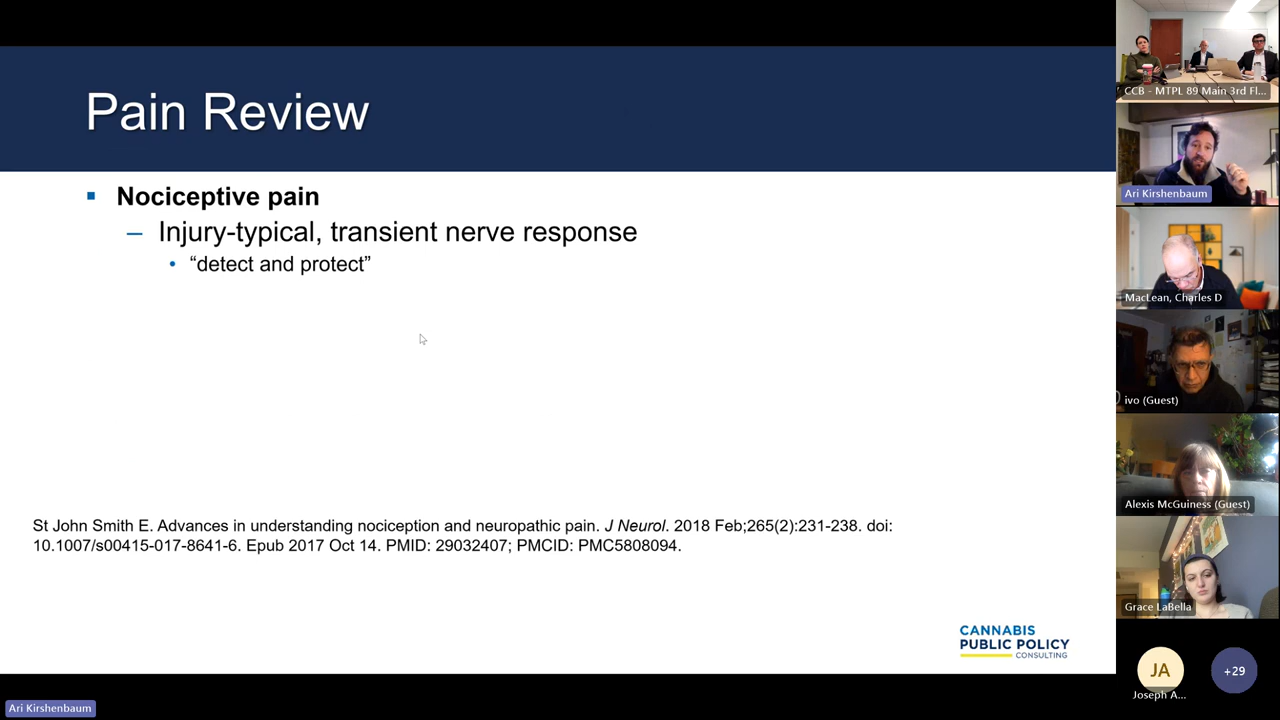 Pain Review
Nociceptive pain
– Injury-typical, transient nerve response
• “detect and protect”
St John Smith E. Advances in understanding nociception and neuropathic pain. J Neurol. 2018 Feb;265(2):231-238. doi:
10.1007/s00415-017-8641-6. Epub 2017 Oct 14. PMID: 29032407; PMCID: PMC5808094.
CANNABIS
PUBLIC POLICY
CONSULTING
CCB - MTPL 89 Main 3rd Fl...
Ari Kirshenbaum
MacLean, Charles D
ivo (Guest)
Alexis McGuiness (Guest)
Grace LaBella
JA
+29
Joseph A...
Ari Kirshenbaum